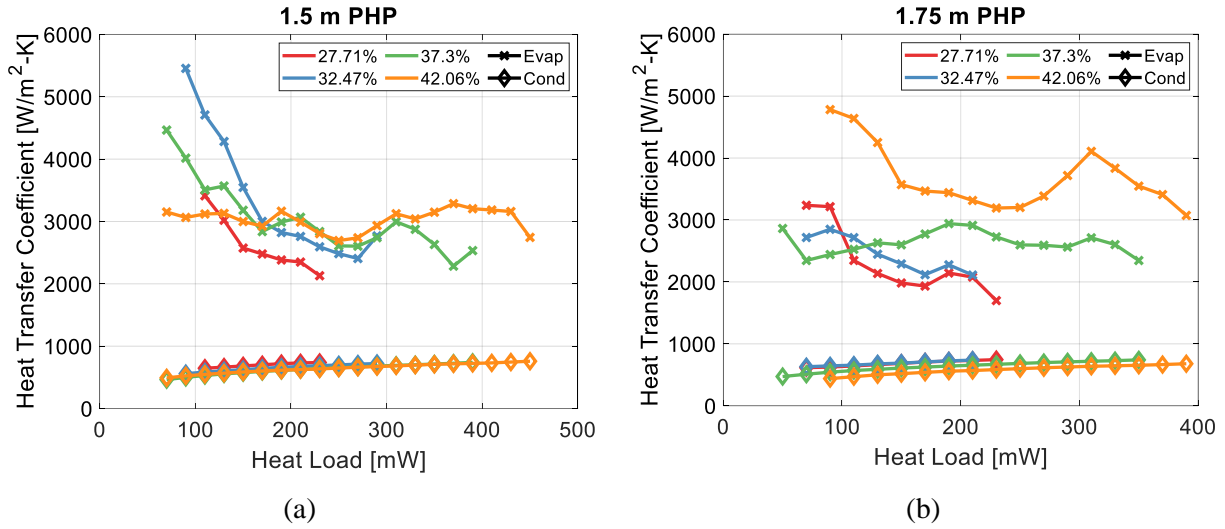 1.5 m PHP
Heat Transfer Coefficient [W/m²-K]
6000
5000
4000
3000
2000
1000
0
27.71% 37.3% Evap
32.47% 42.06% Cond
0 100 200 300 400 500
Heat Load [mW]
(a)
1.75 m PHP
Heat Transfer Coefficient [W/m²-K]
6000
5000
4000
3000
2000
1000
0
27.71% 37.3% Evap
32.47% 42.06% Cond
0 100 200 300 400
Heat Load [mW]
(b)